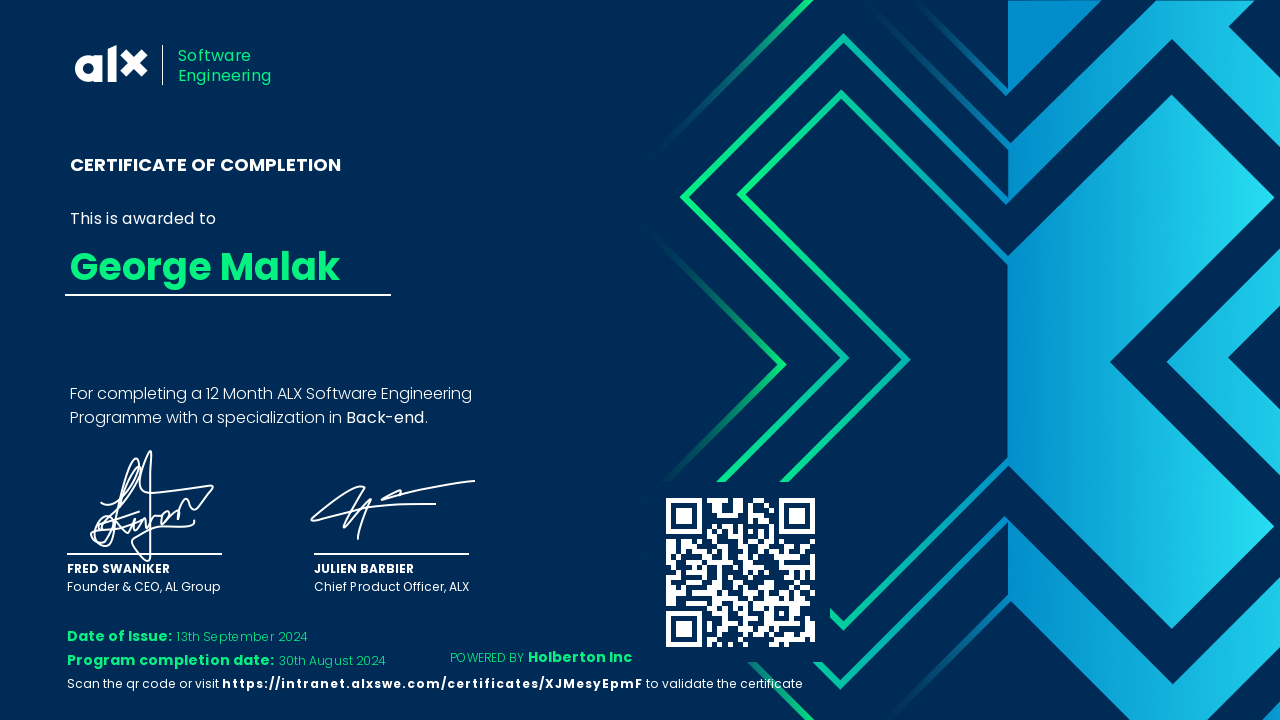 alx
Software
Engineering
CERTIFICATE OF COMPLETION
This is awarded to
George Malak
For completing a 12 Month ALX Software Engineering
Programme with a specialization in Back-end.
FRED SWANIKER
Founder & CEO, AL Group
JULIEN BARBIER
Chief Product Officer, ALX
Date of Issue: 13th September 2024
Program completion date: 30th August 2024
POWERED BY Holberton Inc
Scan the qr code or visit https://intranet.alxswe.com/certificates/XJMesyEpmF to validate the certificate